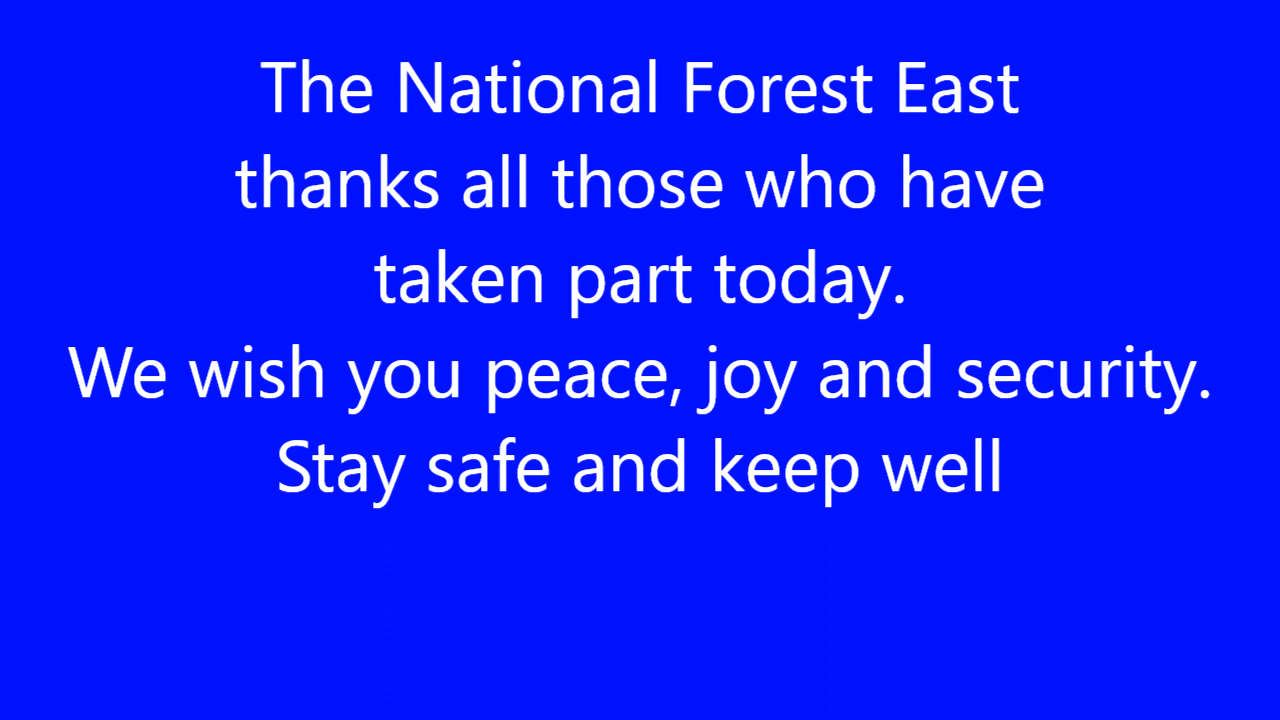 The National Forest East
thanks all those who have
taken part today.
We wish you peace, joy and security.
Stay safe and keep well